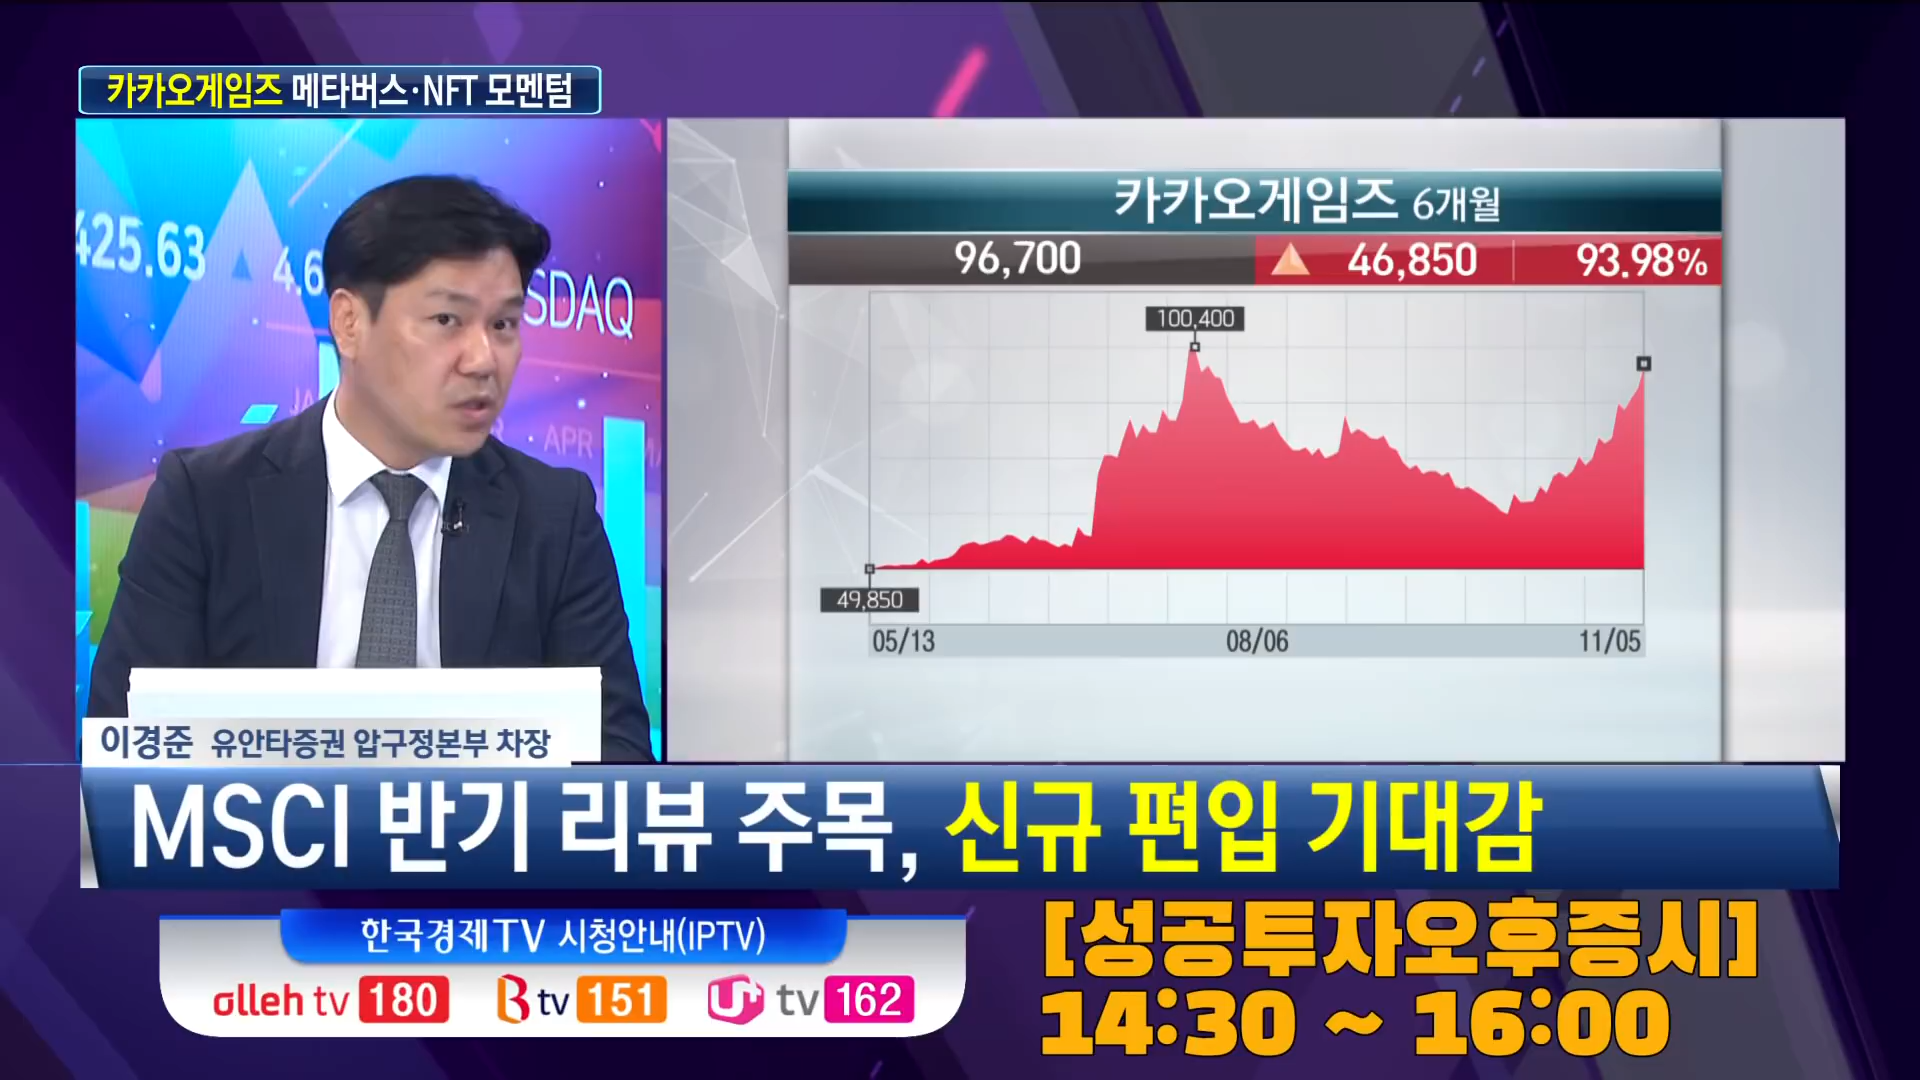 카카오게임즈 메타버스·NFT 모멘텀
425.63 ▲ 4.6
SDAQ
APR
카카오게임즈 6개월
96,700 ▲ 46,850 93.98%
100,400
49,850
05/13 08/06 11/05
이경준 유안타증권 압구정본부 차장
MSCI 반기 리뷰 주목, 신규 편입 기대감
한국경제TV 시청안내(IPTV)
olleh tv 180 B tv 151 U+ tv 162
[성공투자오후증시]
14:30 ~ 16:00